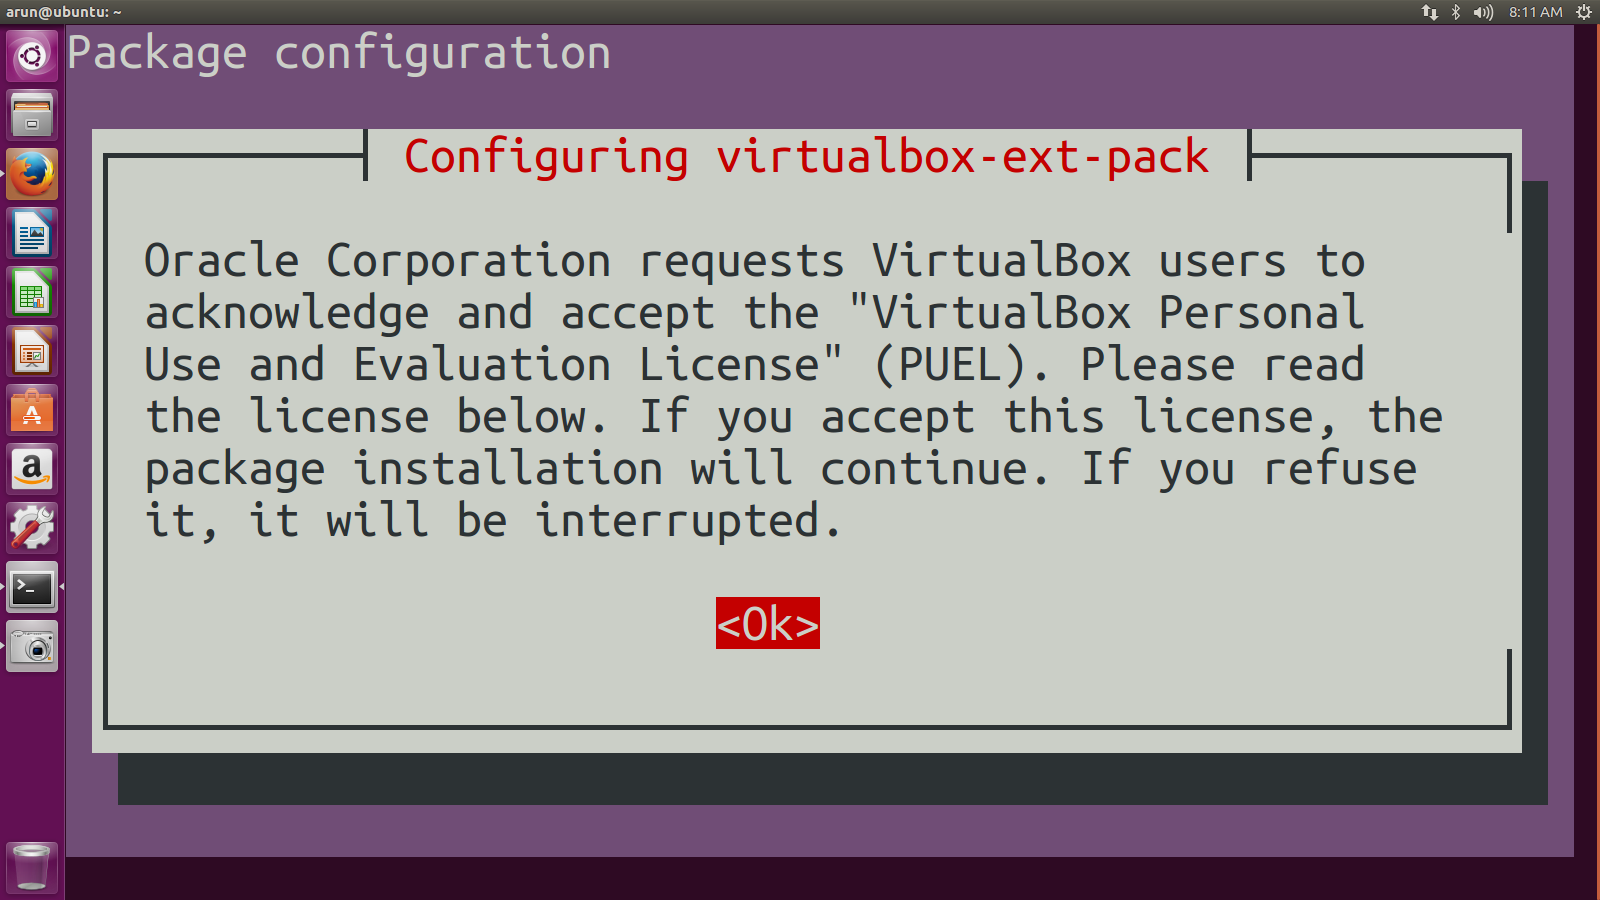 arun@ubuntu: ~
8:11 AM
Package configuration
Configuring virtualbox-ext-pack
Oracle Corporation requests VirtualBox users to
acknowledge and accept the "VirtualBox Personal
Use and Evaluation License" (PUEL). Please read
the license below. If you accept this license, the
package installation will continue. If you refuse
it, it will be interrupted.
<Ok>